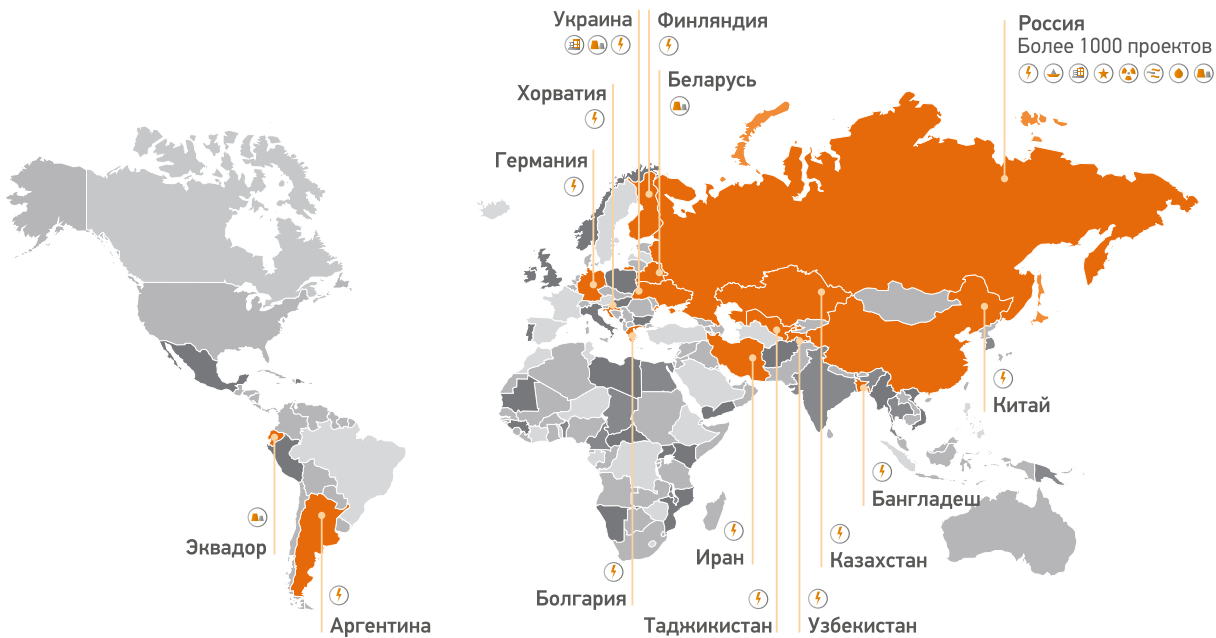 Украина
Финляндия
Россия
Более 1000 проектов
Беларусь
Хорватия
Германия
Китай
Бангладеш
Эквадор
Иран
Казахстан
Болгария
Аргентина
Таджикистан
Узбекистан